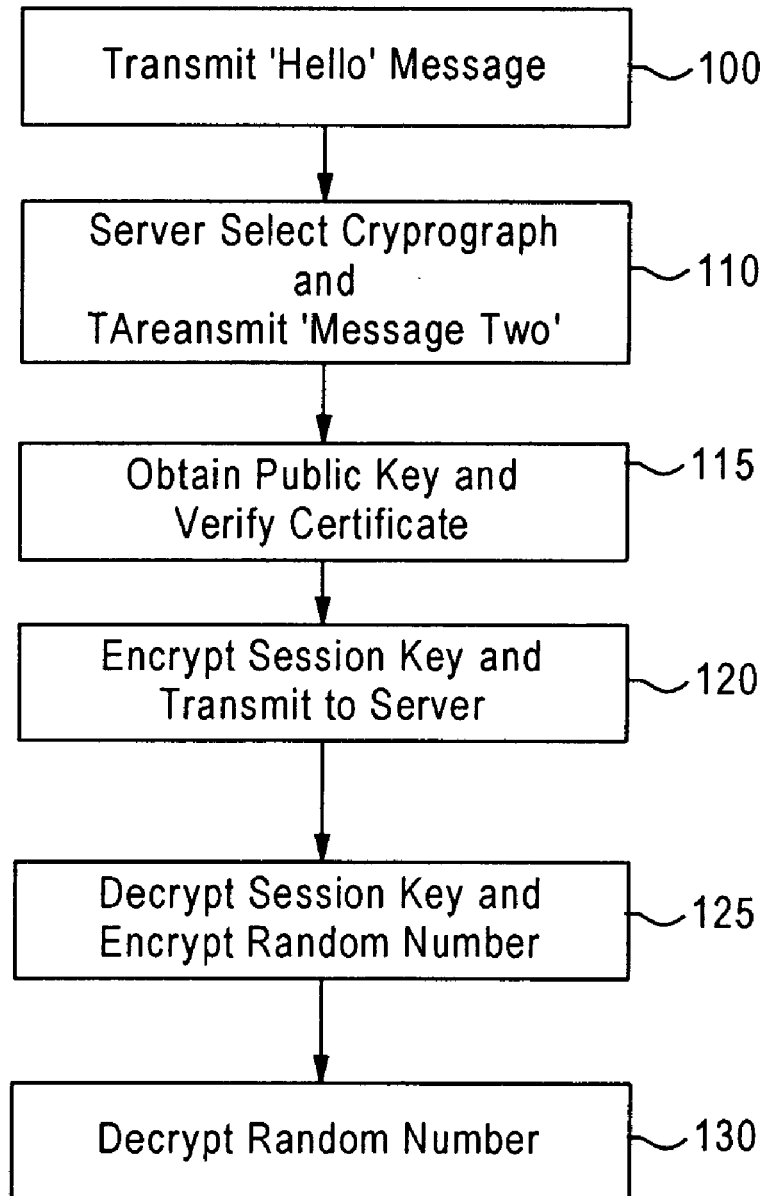 Transmit 'Hello' Message
100
Server Select Cryprograph
and
TAreansmit 'Message Two'
110
Obtain Public Key and
Verify Certificate
115
Encrypt Session Key and
Transmit to Server
120
Decrypt Session Key and
Encrypt Random Number
125
Decrypt Random Number
130